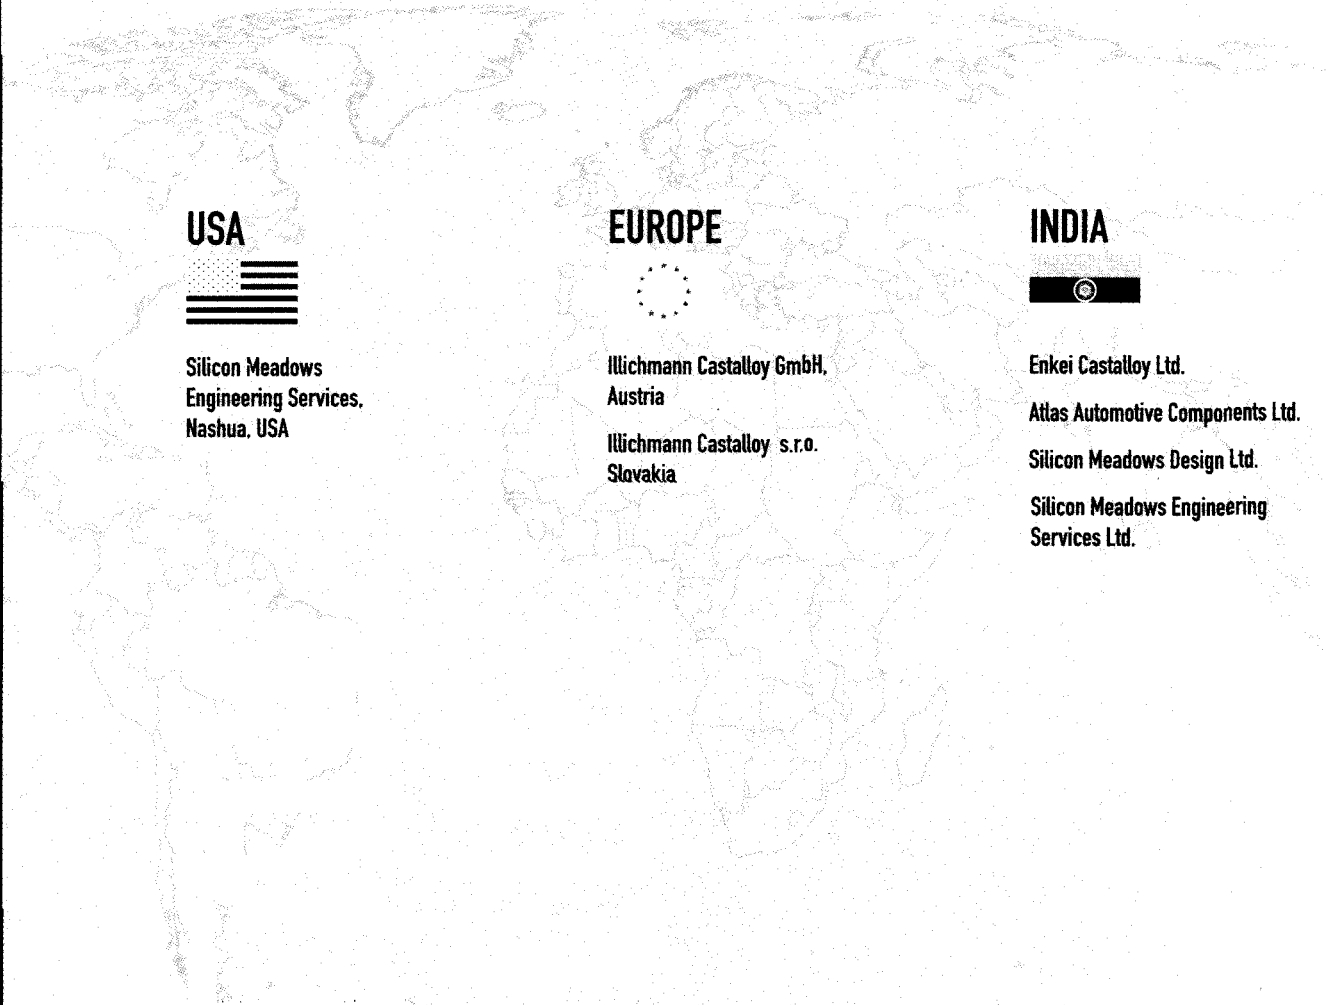 USA
Silicon Meadows
Engineering Services,
Nashua, USA
EUROPE
Illichmann Castalloy GmbH,
Austria
Illichmann Castalloy s.r.o.
Slovakia
INDIA
Enkei Castalloy Ltd.
Atlas Automotive Components Ltd.
Silicon Meadows Design Ltd.
Silicon Meadows Engineering
Services Ltd.